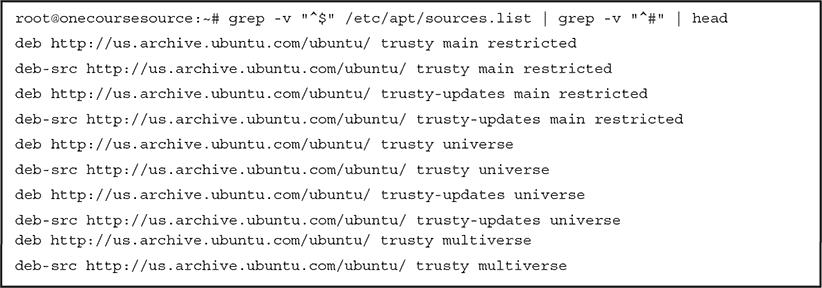 root@onecoursesource:~# grep -v "^$" /etc/apt/sources.list | grep -v "^#" | head
deb http://us.archive.ubuntu.com/ubuntu/ trusty main restricted
deb-src http://us.archive.ubuntu.com/ubuntu/ trusty main restricted
deb http://us.archive.ubuntu.com/ubuntu/ trusty-updates main restricted
deb-src http://us.archive.ubuntu.com/ubuntu/ trusty-updates main restricted
deb http://us.archive.ubuntu.com/ubuntu/ trusty universe
deb-src http://us.archive.ubuntu.com/ubuntu/ trusty universe
deb http://us.archive.ubuntu.com/ubuntu/ trusty-updates universe
deb-src http://us.archive.ubuntu.com/ubuntu/ trusty-updates universe
deb http://us.archive.ubuntu.com/ubuntu/ trusty multiverse
deb-src http://us.archive.ubuntu.com/ubuntu/ trusty multiverse